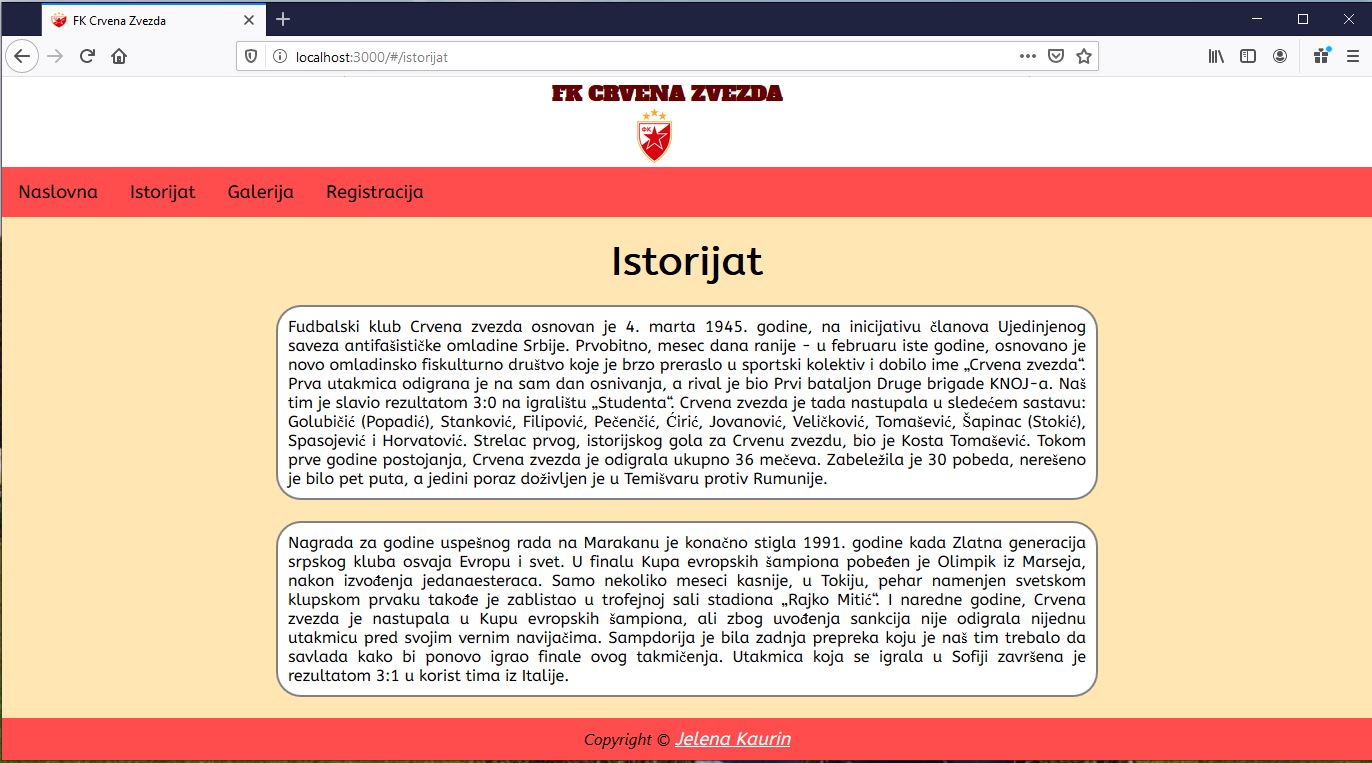 FK Crvena Zvezda
localhost:3000/#/istorijat
FK CRVENA ZVEZDA
ФК
Naslovna Istorijat Galerija Registracija
Istorijat
Fudbalski klub Crvena zvezda osnovan je 4. marta 1945. godine, na inicijativu članova Ujedinjenog
saveza antifašističke omladine Srbije. Prvobitno, mesec dana ranije - u februaru iste godine, osnovano je
novo omladinsko fiskulturno društvo koje je brzo preraslo u sportski kolektiv i dobilo ime „Crvena zvezda“.
Prva utakmica odigrana je na sam dan osnivanja, a rival je bio Prvi bataljon Druge brigade KNOJ-a. Naš
tim je slavio rezultatom 3:0 na igralištu „Studenta“. Crvena zvezda je tada nastupala u sledećem sastavu:
Golubičić (Popadić), Stanković, Filipović, Pečenčić, Ćirić, Jovanović, Veličković, Tomašević, Šapinac (Stokić),
Spasojević i Horvatović. Strelac prvog, istorijskog gola za Crvenu zvezdu, bio je Kosta Tomašević. Tokom
prve godine postojanja, Crvena zvezda je odigrala ukupno 36 mečeva. Zabeležila je 30 pobeda, nerešeno
je bilo pet puta, a jedini poraz doživljen je u Temišvaru protiv Rumunije.
Nagrada za godine uspešnog rada na Marakanu je konačno stigla 1991. godine kada Zlatna generacija
srpskog kluba osvaja Evropu i svet. U finalu Kupa evropskih šampiona pobeđen je Olimpik iz Marseja,
nakon izvođenja jedanaesteraca. Samo nekoliko meseci kasnije, u Tokiju, pehar namenjen svetskom
klupskom prvaku takođe je zablistao u trofejnoj sali stadiona „Rajko Mitić“. I naredne godine, Crvena
zvezda je nastupala u Kupu evropskih šampiona, ali zbog uvođenja sankcija nije odigrala nijednu
utakmicu pred svojim vernim navijačima. Sampdorija je bila zadnja prepreka koju je naš tim trebalo da
savlada kako bi ponovo igrao finale ovog takmičenja. Utakmica koja se igrala u Sofiji završena je
rezultatom 3:1 u korist tima iz Italije.
Copyright © Jelena Kaurin